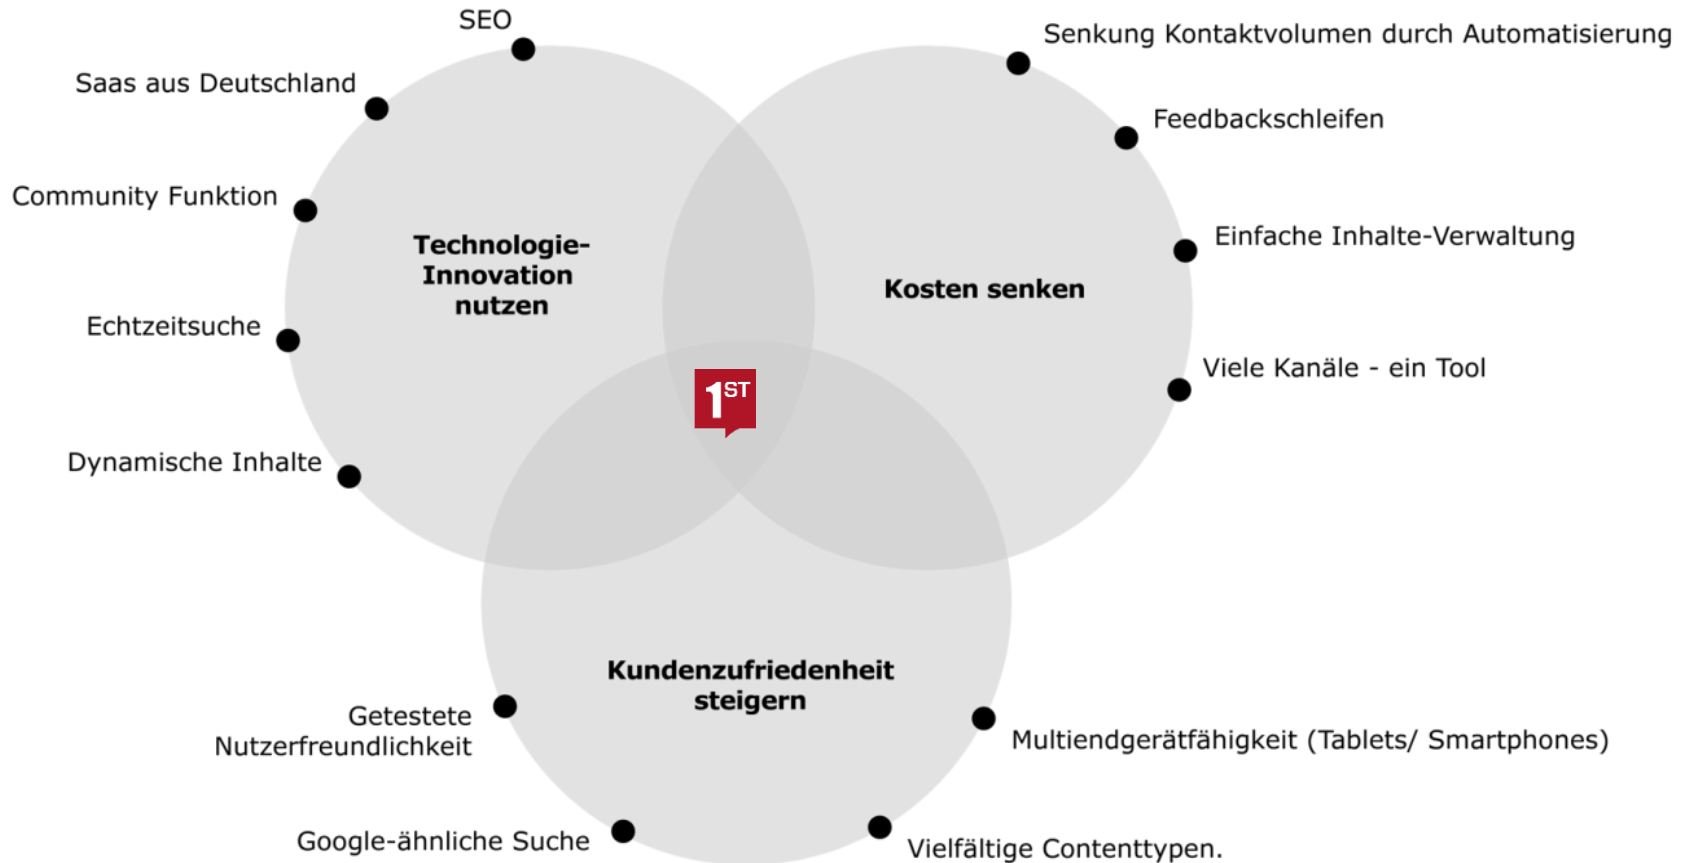 SEO
Senkung Kontaktvolumen durch Automatisierung
Saas aus Deutschland
Feedbackschleifen
Community Funktion
Einfache Inhalte-Verwaltung
Technologie-
Innovation
nutzen
Kosten senken
Echtzeitsuche
Viele Kanäle - ein Tool
1ST
Dynamische Inhalte
Kundenzufriedenheit
steigern
Getestete
Nutzerfreundlichkeit
Multiendgerätfähigkeit (Tablets/ Smartphones)
Google-ähnliche Suche
Vielfältige Contenttypen.